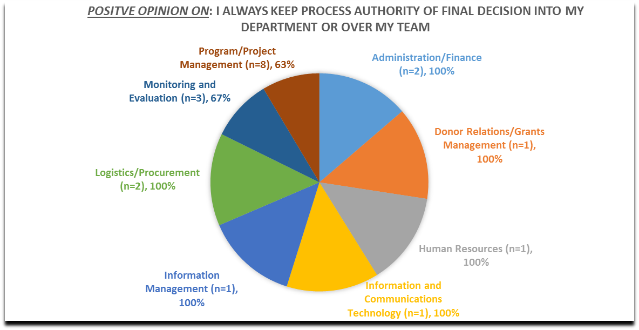 POSITVE OPINION ON: I ALWAYS KEEP PROCESS AUTHORITY OF FINAL DECISION INTO MY
DEPARTMENT OR OVER MY TEAM
Program/Project
Management (n=8), 63%
Administration/Finance
(n=2), 100%
Monitoring and
Evaluation (n=3), 67%
Donor Relations/Grants
Management (n=1),
100%
Logistics/Procurement
(n=2), 100%
Human Resources (n=1),
100%
Information
Management (n=1),
100%
Information and
Communications
Technology (n=1), 100%